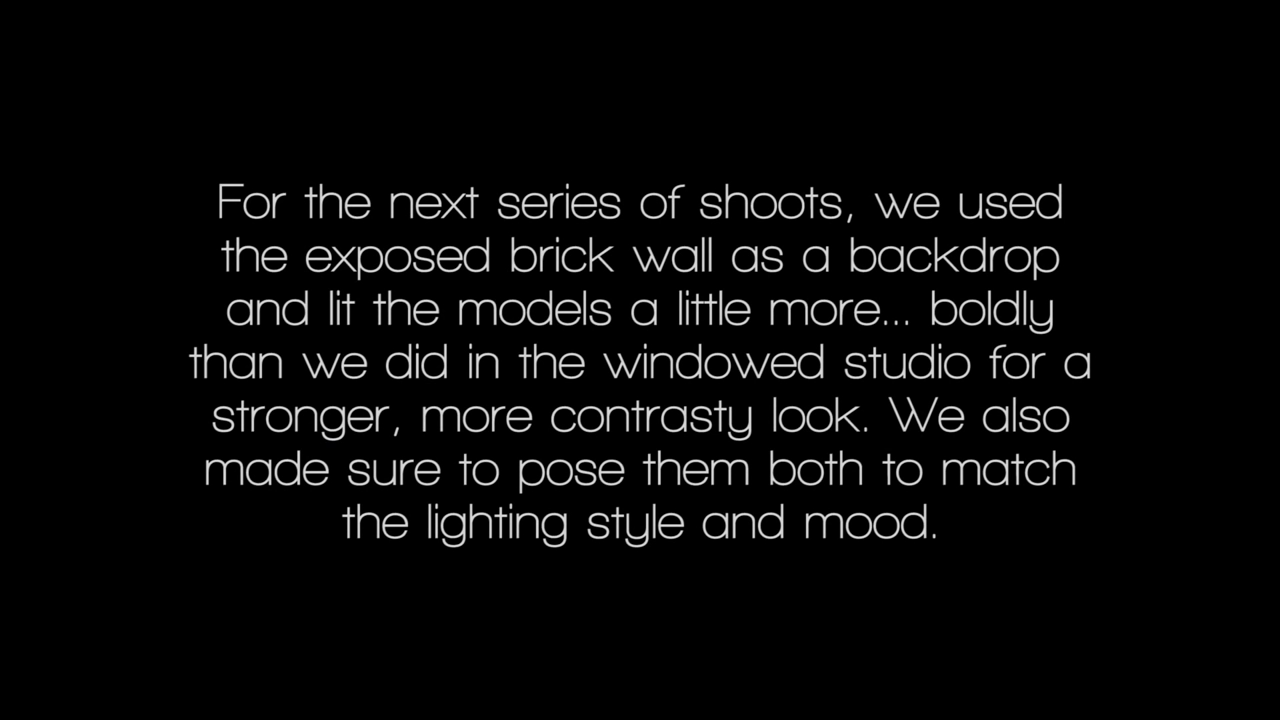 For the next series of shoots, we used
the exposed brick wall as a backdrop
and lit the models a little more... boldly
than we did in the windowed studio for a
stronger, more contrasty look. We also
made sure to pose them both to match
the lighting style and mood.